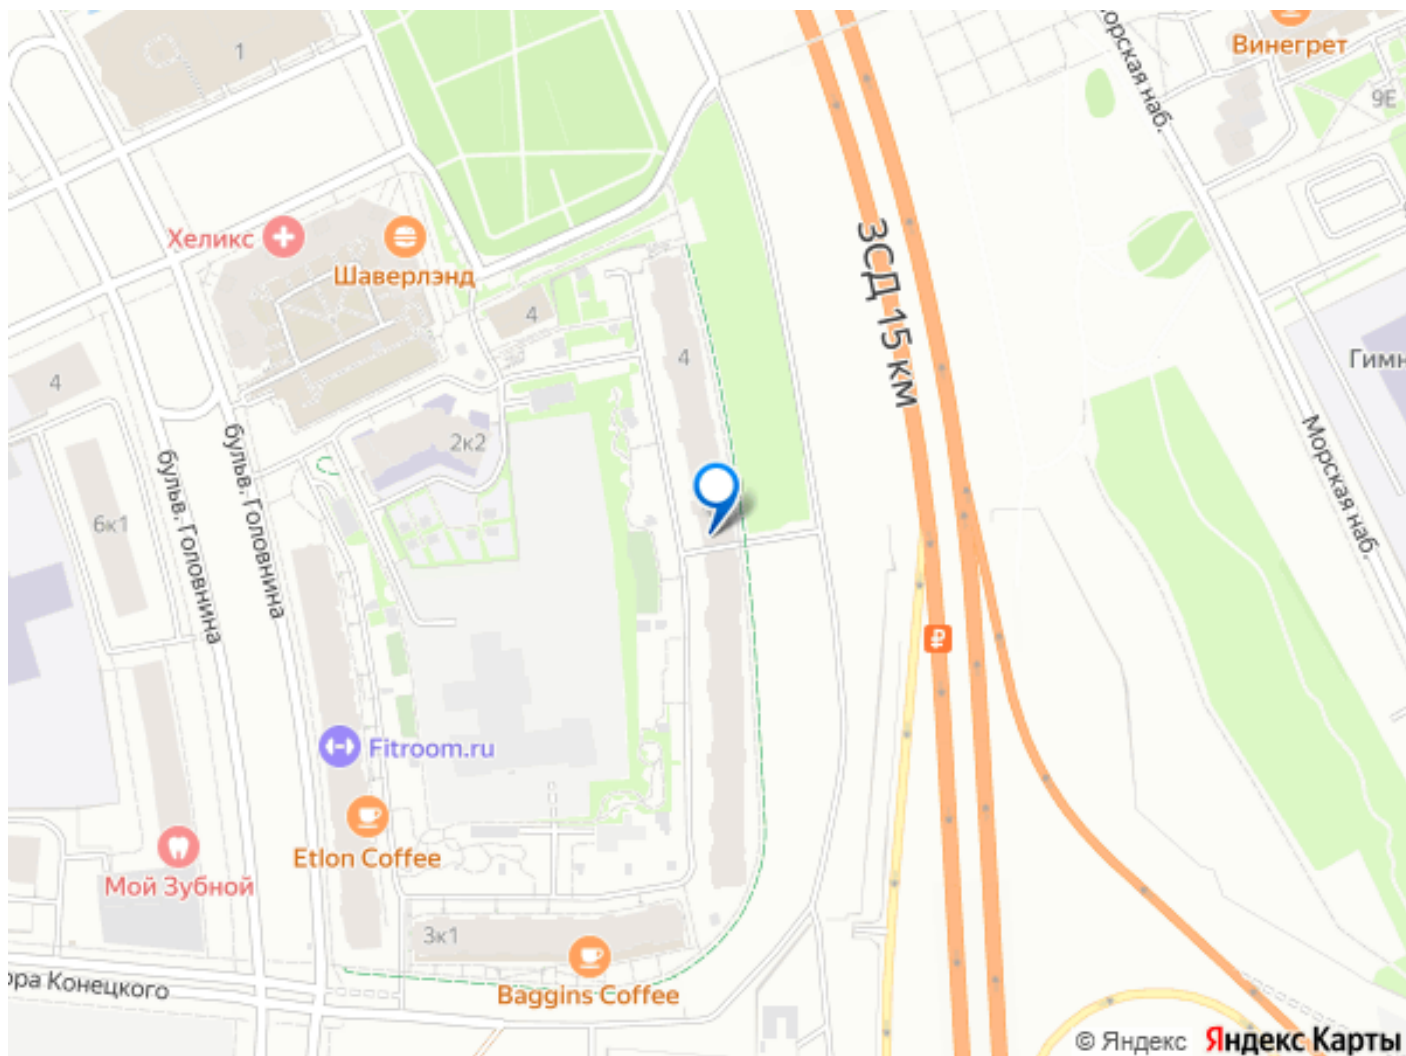 1
Винегрет
9Е
Морская наб.
Хеликс
Шаверлэнд
ЗСД 15 км
4
4
4
Гимн
2к2
бульв. Головнина
бульв. Головнина
Морская наб.
6к1
Fitroom.ru
Etlon Coffee
Мой Зубной
3к1
ора Конецкого
Baggins Coffee
© Яндекс Яндекс Карты